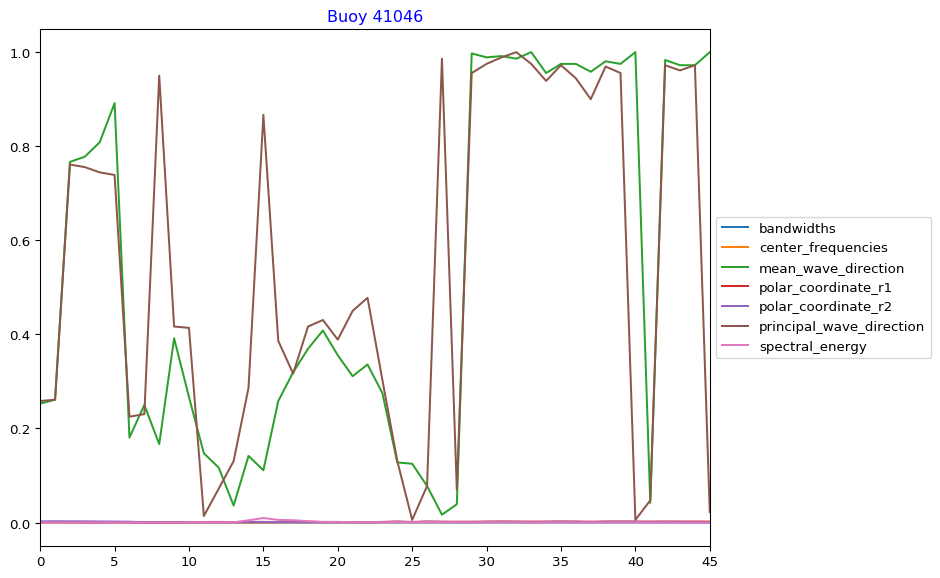 Buoy 41046
1.0
0.8
0.6
0.4
0.2
0.0
0 5 10 15 20 25 30 35 40 45
bandwidths
center_frequencies
mean_wave_direction
polar_coordinate_r1
polar_coordinate_r2
principal_wave_direction
spectral_energy